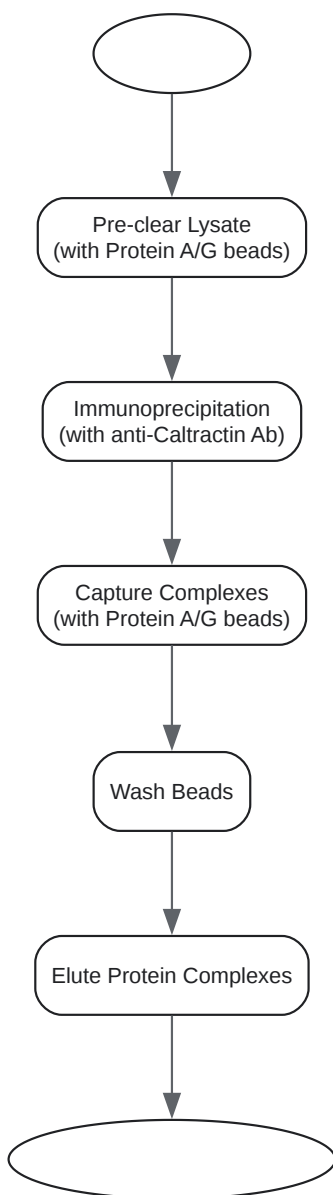 Pre-clear Lysate
(with Protein A/G beads)
Immunoprecipitation
(with anti-Caltractin Ab)
Capture Complexes
(with Protein A/G beads)
Wash Beads
Elute Protein Complexes